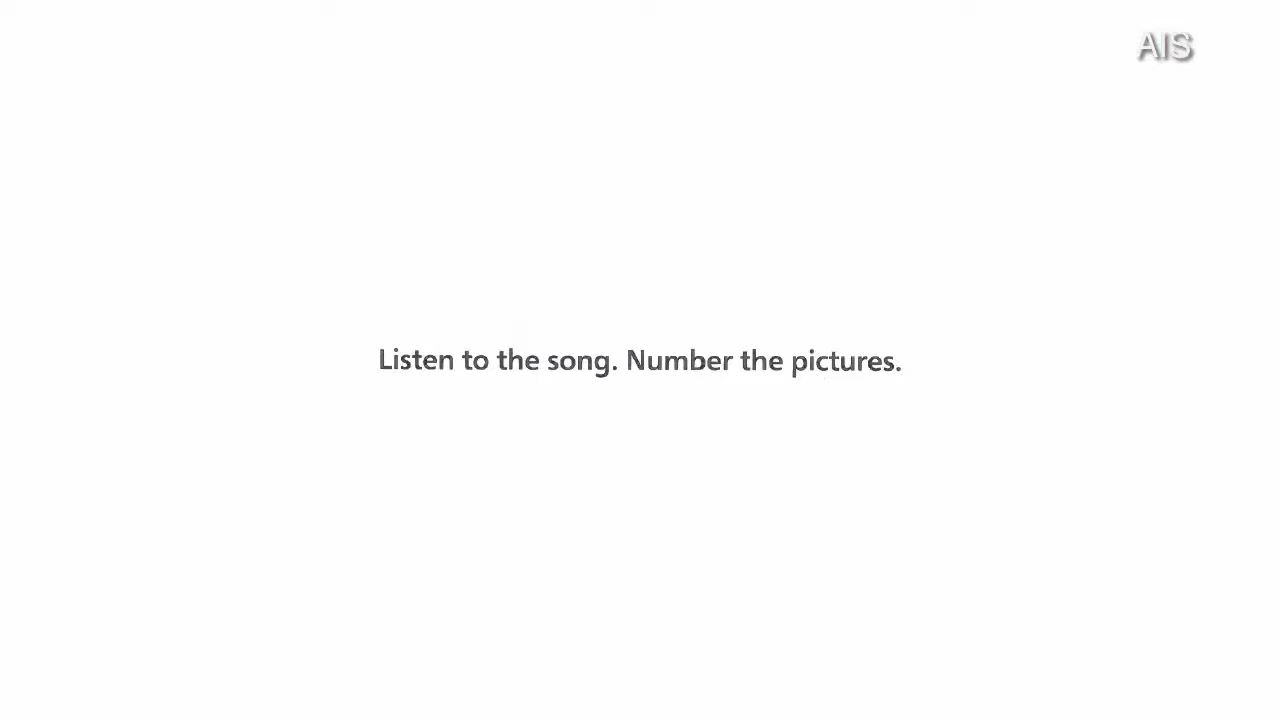 AIS
Listen to the song. Number the pictures.